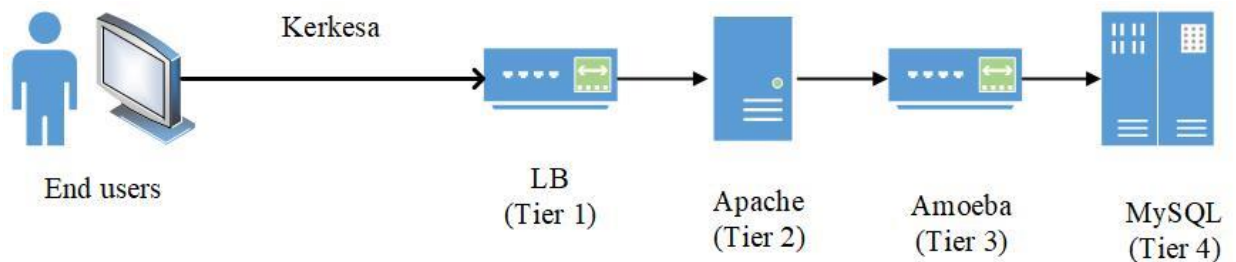 Kerkesa
End users
LB
(Tier 1)
Apache
(Tier 2)
Amoeba
(Tier 3)
MySQL
(Tier 4)